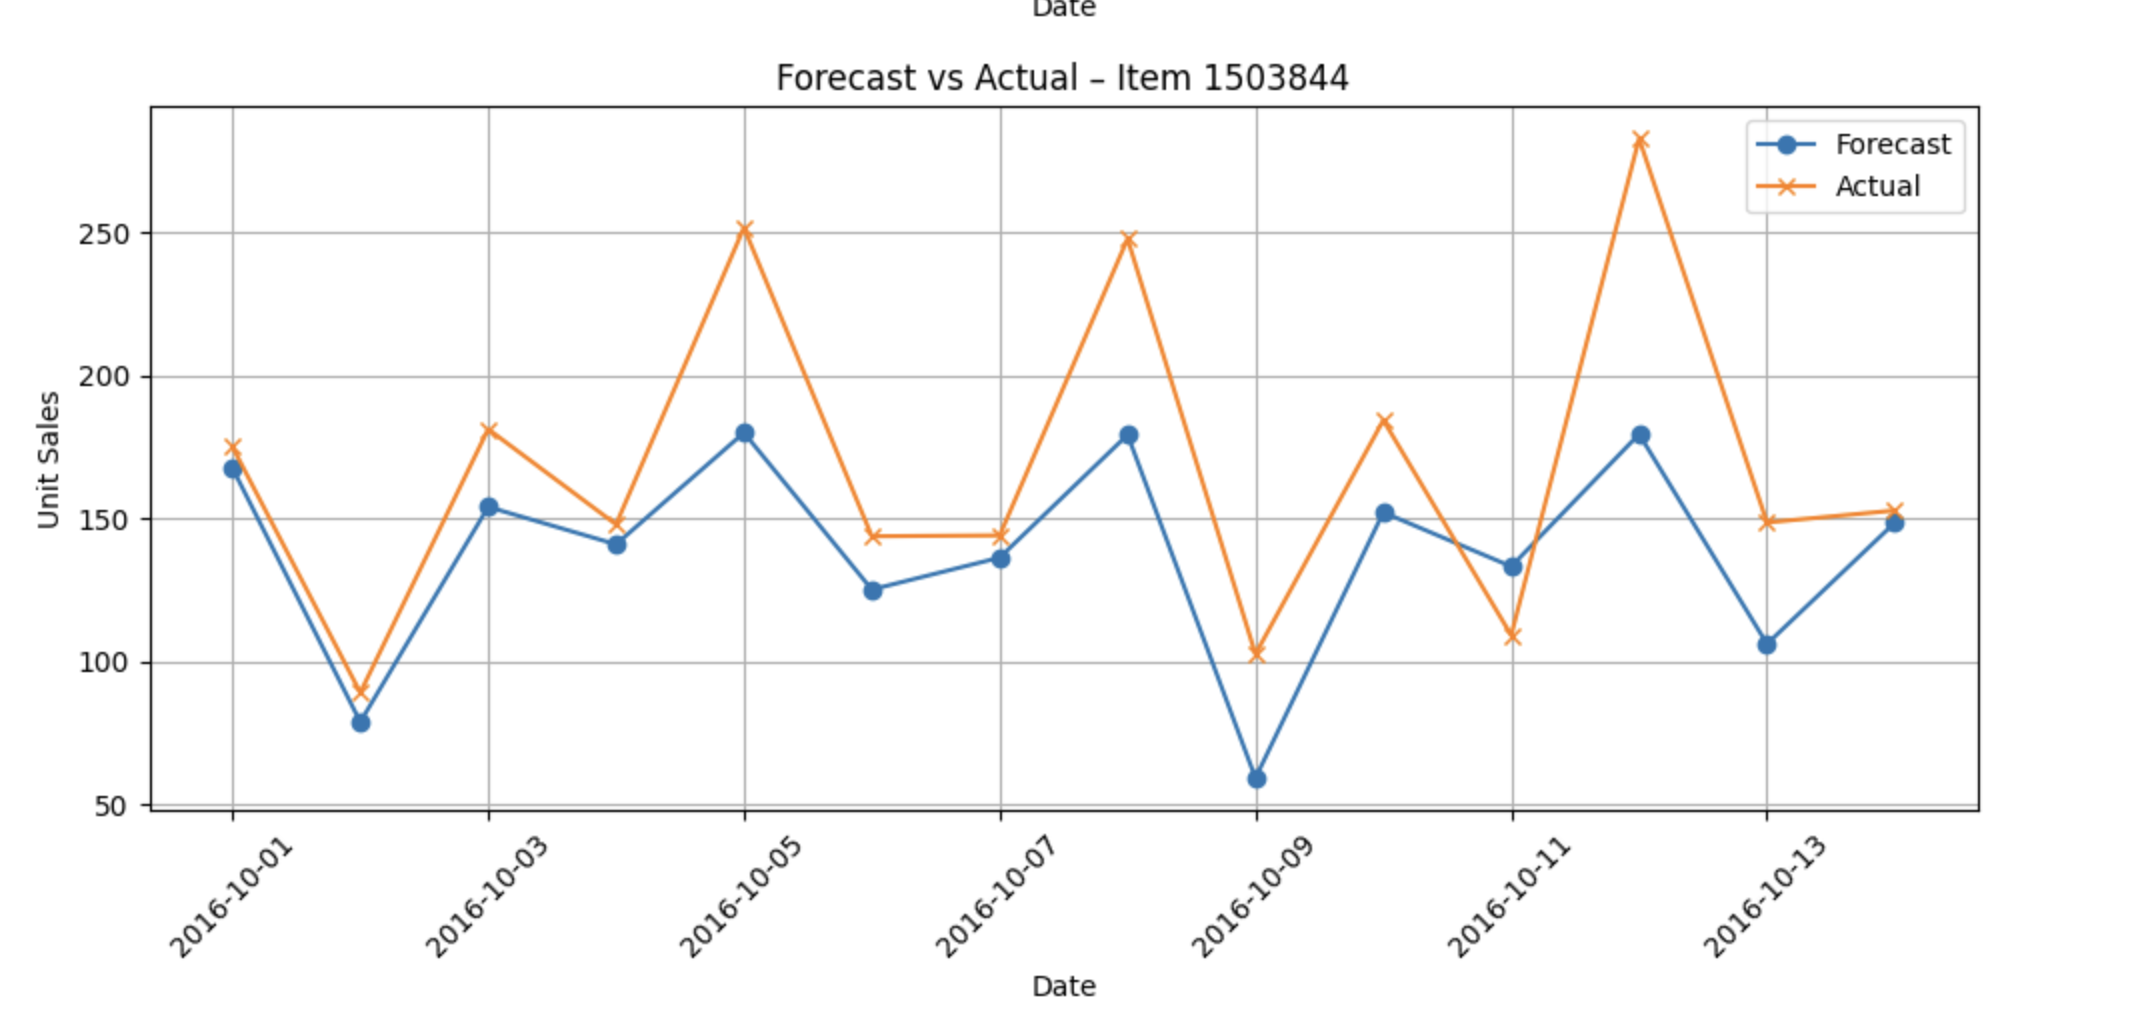 Date
Forecast vs Actual – Item 1503844
Forecast
Actual
250
200
150
100
50
Unit Sales
2016-10-01
2016-10-03
2016-10-05
2016-10-07
2016-10-09
2016-10-11
2016-10-13
Date